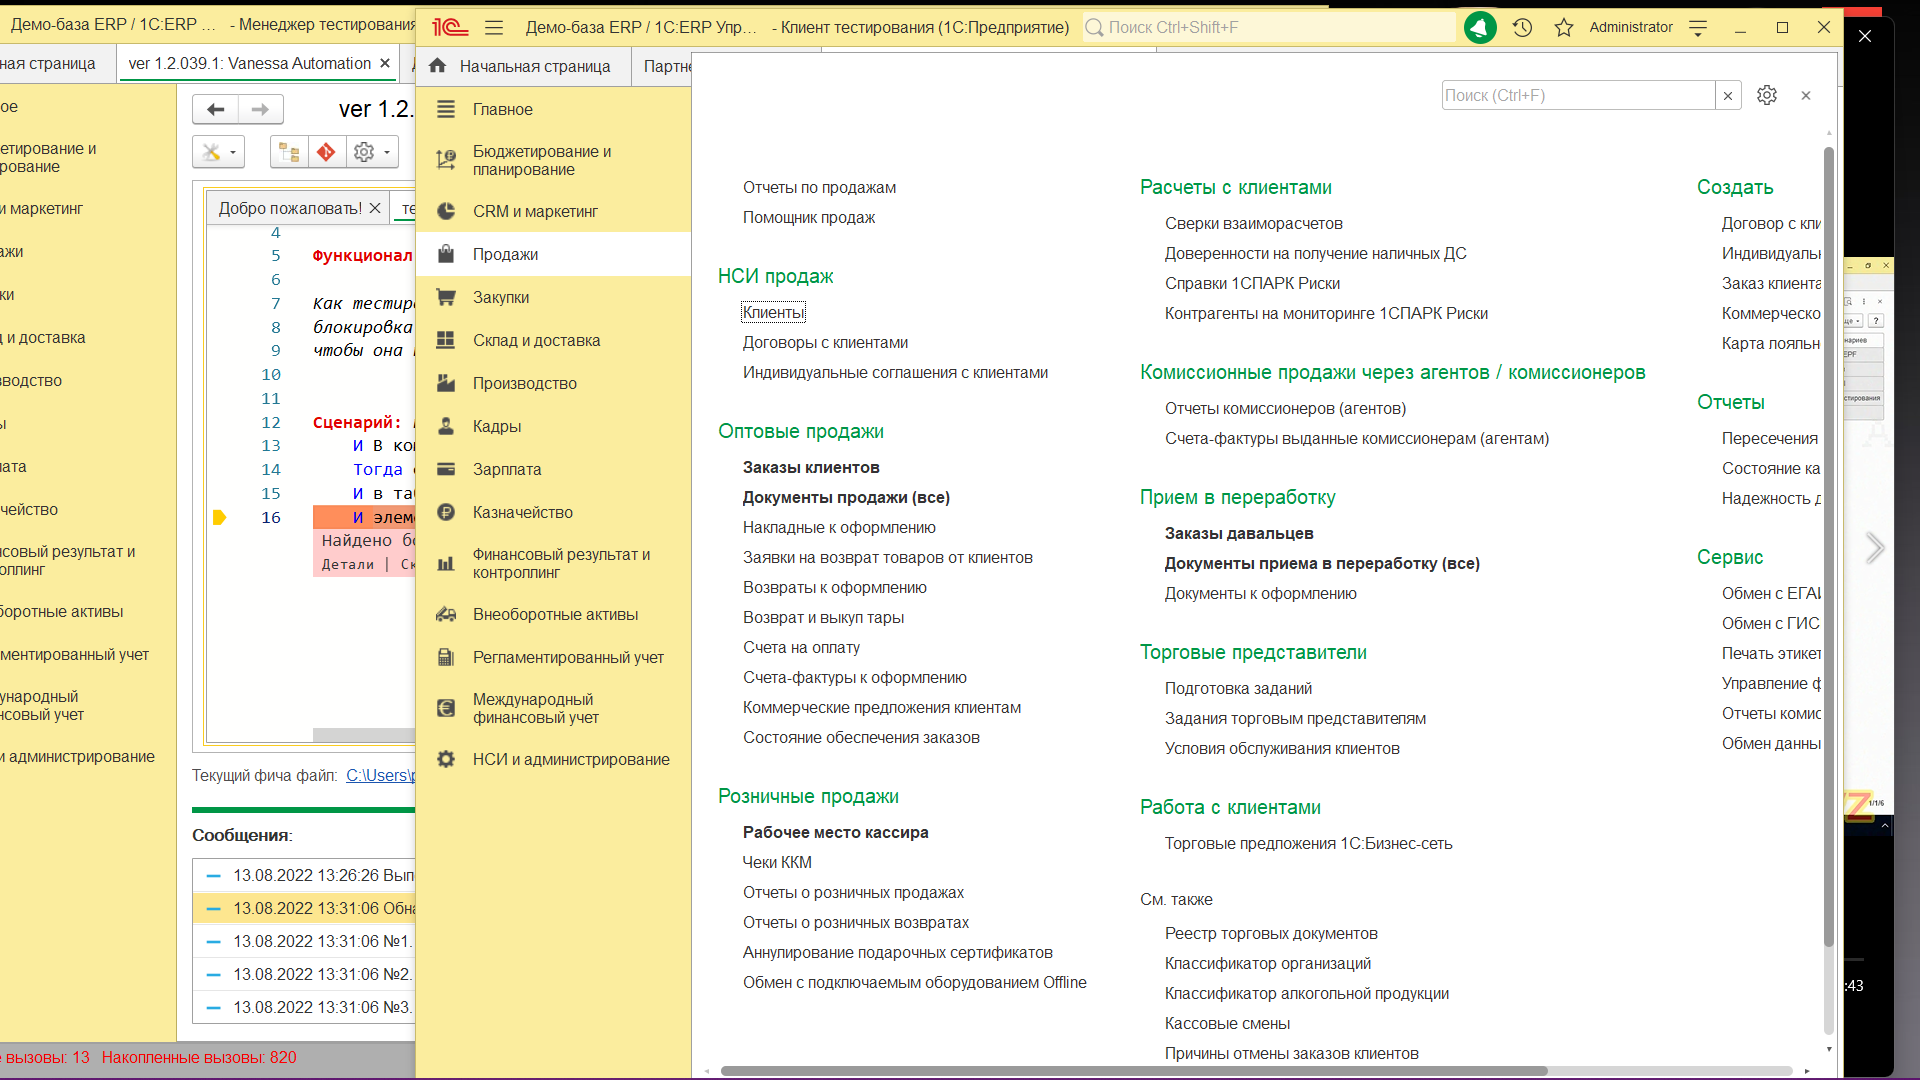 Демо-база ERP / 1С:ERP ... - Менеджер тестирования
ная страница
ver 1.2.039.1: Vanessa Automation
ое
етирование и
рование
и маркетинг
ажи
ки
д и доставка
зводство
ы
лата
чейство
нсовый результат и
оллинг
боротные активы
ментированный учет
ународный
нсовый учет
и администрирование
ver 1.2.
Добро пожаловать!
те
4
5 Функционал
6
7 Как тестир
8 блокировка
9 чтобы она
10
11
12 Сценарий:
13 И В ко
14 Тогда
15 И в таб
16 И элеме
Найдено бо
Детали | Ск
Текущий фича файл: C:\Users\p
Сообщения:
13.08.2022 13:26:26 Вып
13.08.2022 13:31:06 Обна
13.08.2022 13:31:06 №1.
13.08.2022 13:31:06 №2.
13.08.2022 13:31:06 №3.
е вызовы: 13 Накопленные вызовы: 820
Демо-база ERP / 1С:ERP Упр... - Клиент тестирования (1С:Предприятие)
Поиск Ctrl+Shift+F
Administrator
Начальная страница
Партне
Главное
Бюджетирование и
планирование
CRM и маркетинг
Продажи
Закупки
Склад и доставка
Производство
Кадры
Зарплата
Казначейство
Финансовый результат и
контроллинг
Внеоборотные активы
Регламентированный учет
Международный
финансовый учет
НСИ и администрирование
Поиск (Ctrl+F)
Отчеты по продажам
Помощник продаж
НСИ продаж
Клиенты
Договоры с клиентами
Индивидуальные соглашения с клиентами
Оптовые продажи
Заказы клиентов
Документы продажи (все)
Накладные к оформлению
Заявки на возврат товаров от клиентов
Возвраты к оформлению
Возврат и выкуп тары
Счета на оплату
Счета-фактуры к оформлению
Коммерческие предложения клиентам
Состояние обеспечения заказов
Розничные продажи
Рабочее место кассира
Чеки ККМ
Отчеты о розничных продажах
Отчеты о розничных возвратах
Аннулирование подарочных сертификатов
Обмен с подключаемым оборудованием Offline
Расчеты с клиентами
Сверки взаиморасчетов
Доверенности на получение наличных ДС
Справки 1СПАРК Риски
Контрагенты на мониторинге 1СПАРК Риски
Комиссионные продажи через агентов / комиссионеров
Отчеты комиссионеров (агентов)
Счета-фактуры выданные комиссионерам (агентам)
Прием в переработку
Заказы давальцев
Документы приема в переработку (все)
Документы к оформлению
Торговые представители
Подготовка заданий
Задания торговым представителям
Условия обслуживания клиентов
Работа с клиентами
Торговые предложения 1С:Бизнес-сеть
См. также
Реестр торговых документов
Классификатор организаций
Классификатор алкогольной продукции
Кассовые смены
Причины отмены заказов клиентов
Создать
Договор с кли
Индивидуальн
Заказ клиента
Коммерческо
Карта лояльн
Отчеты
Пересечения
Состояние ка
Надежность д
Сервис
Обмен с ЕГАИ
Обмен с ГИС
Печать этикет
Управление ф
Отчеты комис
Обмен данны
нариев
EPF
стирования
1/1/6
:43